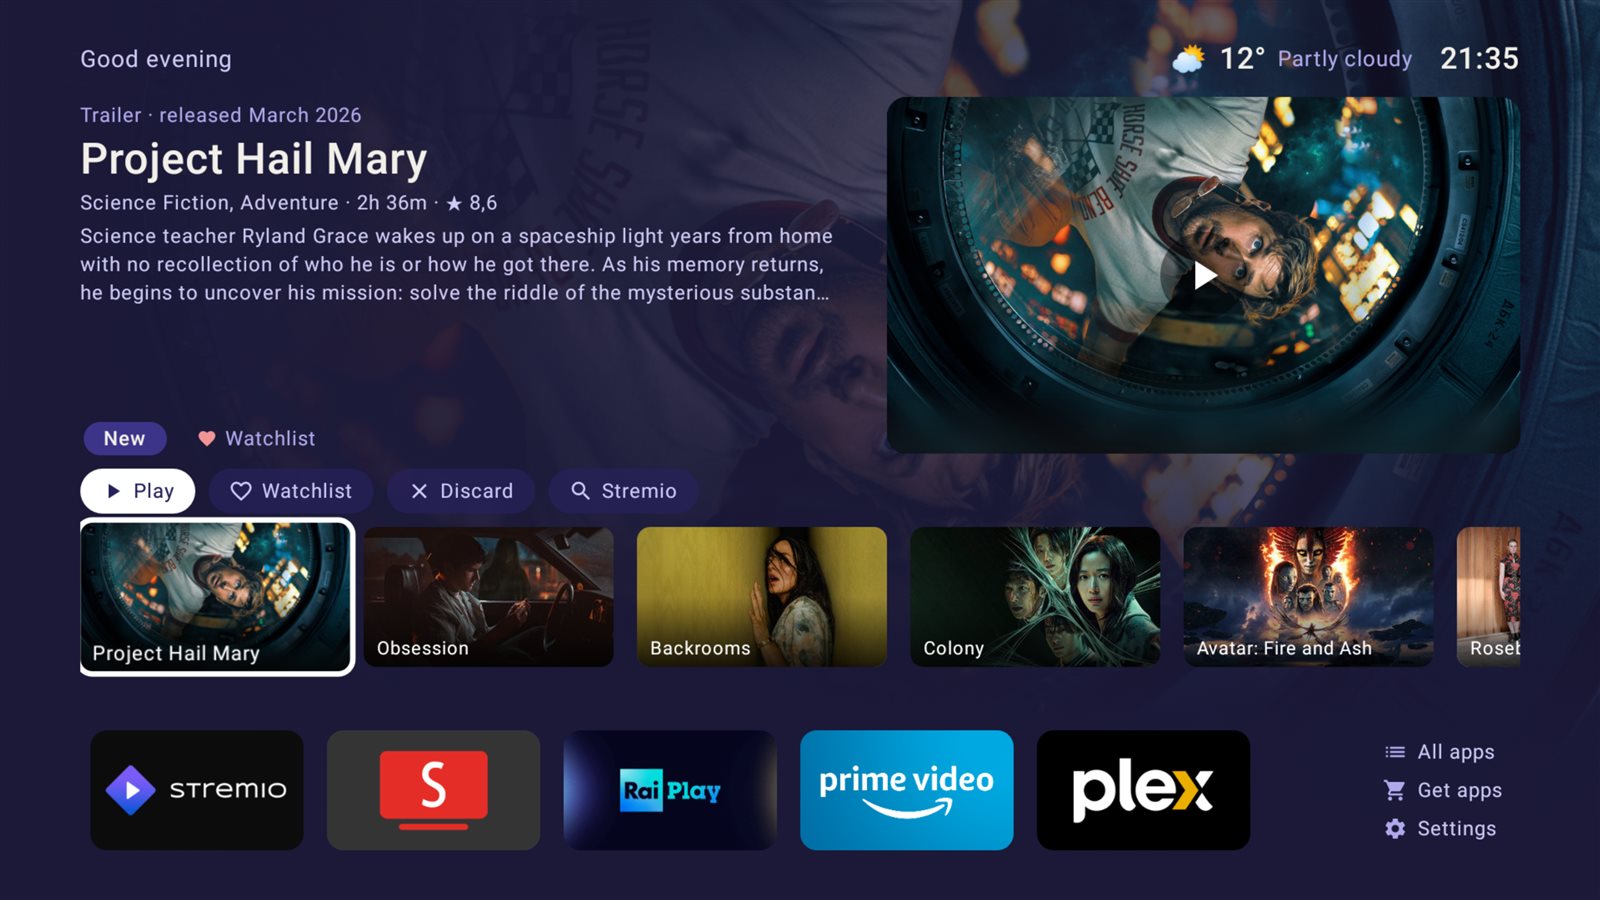 Good evening
12° Partly cloudy 21:35
Trailer · released March 2026
Project Hail Mary
Science Fiction, Adventure · 2h 36m · ★ 8,6
Science teacher Ryland Grace wakes up on a spaceship light years from home
with no recollection of who he is or how he got there. As his memory returns,
he begins to uncover his mission: solve the riddle of the mysterious substan…
New
Watchlist
Play
Watchlist
Discard
Stremio
Project Hail Mary
Obsession
Backrooms
Colony
Avatar: Fire and Ash
STREMIO
S
Rai Play
prime video
plex
All apps
Get apps
Settings